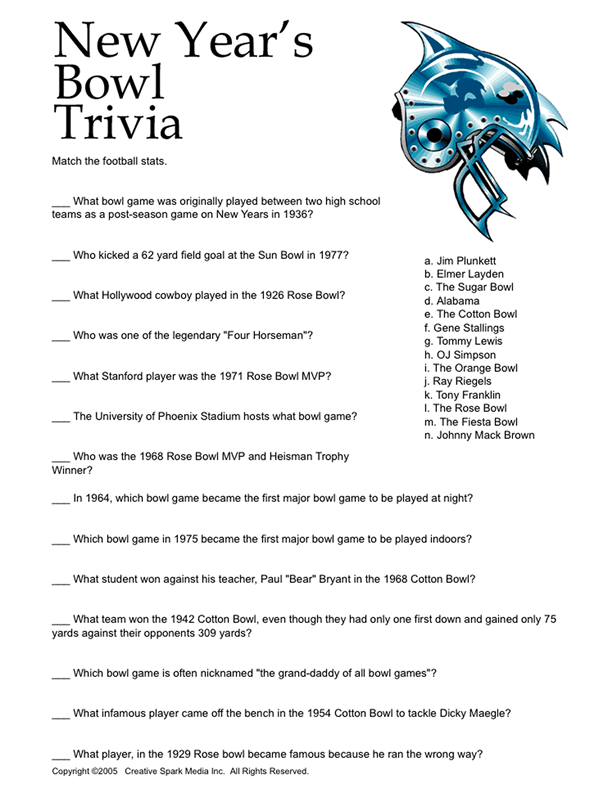 New Year's
Bowl
Trivia
Match the football stats.
___ What bowl game was originally played between two high school
teams as a post-season game on New Years in 1936?
___ Who kicked a 62 yard field goal at the Sun Bowl in 1977?
___ What Hollywood cowboy played in the 1926 Rose Bowl?
___ Who was one of the legendary "Four Horseman"?
___ What Stanford player was the 1971 Rose Bowl MVP?
___ The University of Phoenix Stadium hosts what bowl game?
___ Who was the 1968 Rose Bowl MVP and Heisman Trophy
Winner?
a. Jim Plunkett
b. Elmer Layden
c. The Sugar Bowl
d. Alabama
e. The Cotton Bowl
f. Gene Stallings
g. Tommy Lewis
h. OJ Simpson
i. The Orange Bowl
j. Ray Riegels
k. Tony Franklin
l. The Rose Bowl
m. The Fiesta Bowl
n. Johnny Mack Brown
___ In 1964, which bowl game became the first major bowl game to be played at night?
___ Which bowl game in 1975 became the first major bowl game to be played indoors?
___ What student won against his teacher, Paul "Bear" Bryant in the 1968 Cotton Bowl?
___ What team won the 1942 Cotton Bowl, even though they had only one first down and gained only 75
yards against their opponents 309 yards?
___ Which bowl game is often nicknamed "the grand-daddy of all bowl games"?
___ What infamous player came off the bench in the 1954 Cotton Bowl to tackle Dicky Maegle?
___ What player, in the 1929 Rose bowl became famous because he ran the wrong way?
Copyright ©2005 Creative Spark Media Inc. All Rights Reserved.